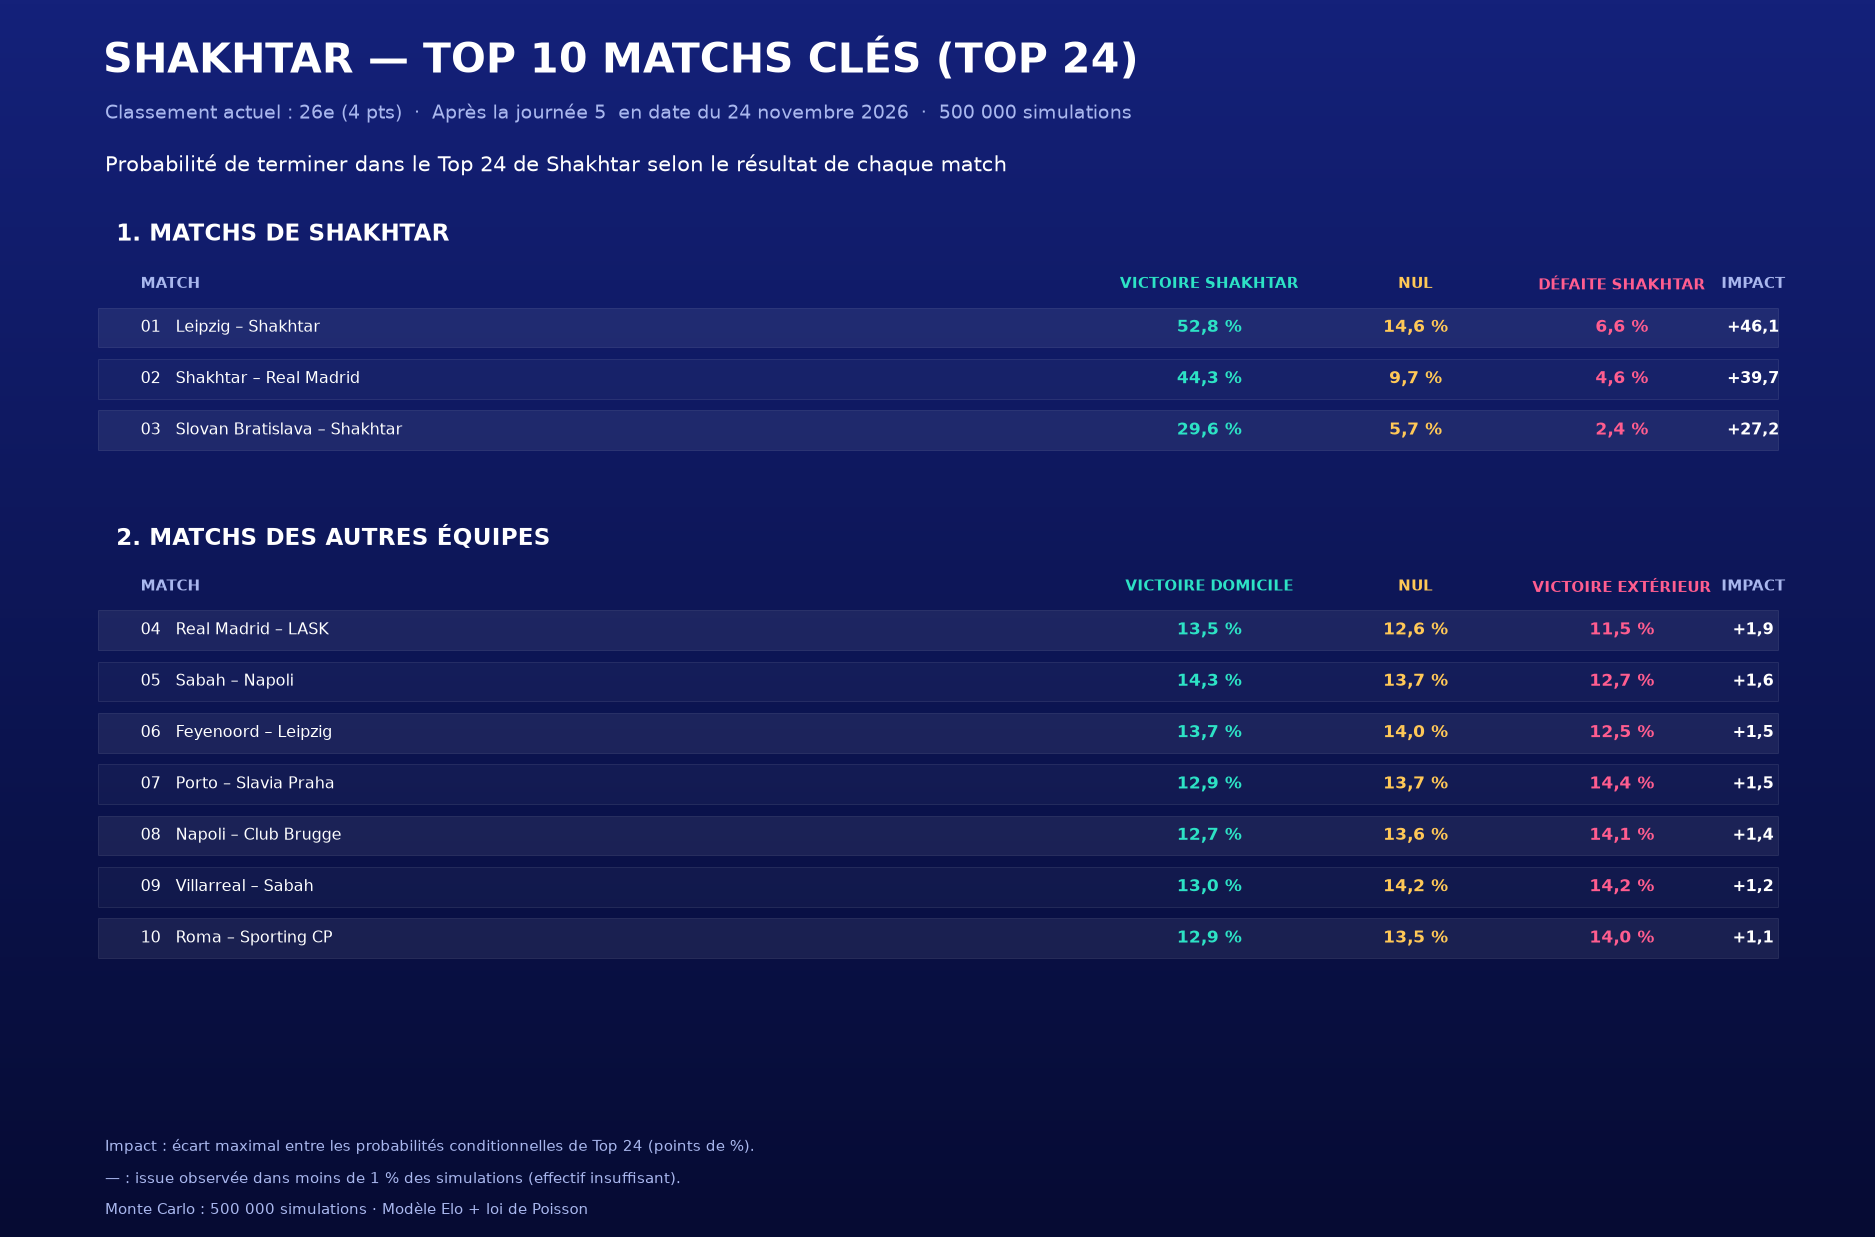 SHAKHTAR — TOP 10 MATCHS CLÉS (TOP 24)
Classement actuel : 26e (4 pts) · Après la journée 5 en date du 24 novembre 2026 · 500 000 simulations
Probabilité de terminer dans le Top 24 de Shakhtar selon le résultat de chaque match
1. MATCHS DE SHAKHTAR
MATCH VICTOIRE SHAKHTAR NUL DÉFAITE SHAKHTAR IMPACT
01 Leipzig – Shakhtar 52,8 % 14,6 % 6,6 % +46,1
02 Shakhtar – Real Madrid 44,3 % 9,7 % 4,6 % +39,7
03 Slovan Bratislava – Shakhtar 29,6 % 5,7 % 2,4 % +27,2
2. MATCHS DES AUTRES ÉQUIPES
MATCH VICTOIRE DOMICILE NUL VICTOIRE EXTÉRIEUR IMPACT
04 Real Madrid – LASK 13,5 % 12,6 % 11,5 % +1,9
05 Sabah – Napoli 14,3 % 13,7 % 12,7 % +1,6
06 Feyenoord – Leipzig 13,7 % 14,0 % 12,5 % +1,5
07 Porto – Slavia Praha 12,9 % 13,7 % 14,4 % +1,5
08 Napoli – Club Brugge 12,7 % 13,6 % 14,1 % +1,4
09 Villarreal – Sabah 13,0 % 14,2 % 14,2 % +1,2
10 Roma – Sporting CP 12,9 % 13,5 % 14,0 % +1,1
Impact : écart maximal entre les probabilités conditionnelles de Top 24 (points de %).
— : issue observée dans moins de 1 % des simulations (effectif insuffisant).
Monte Carlo : 500 000 simulations · Modèle Elo + loi de Poisson